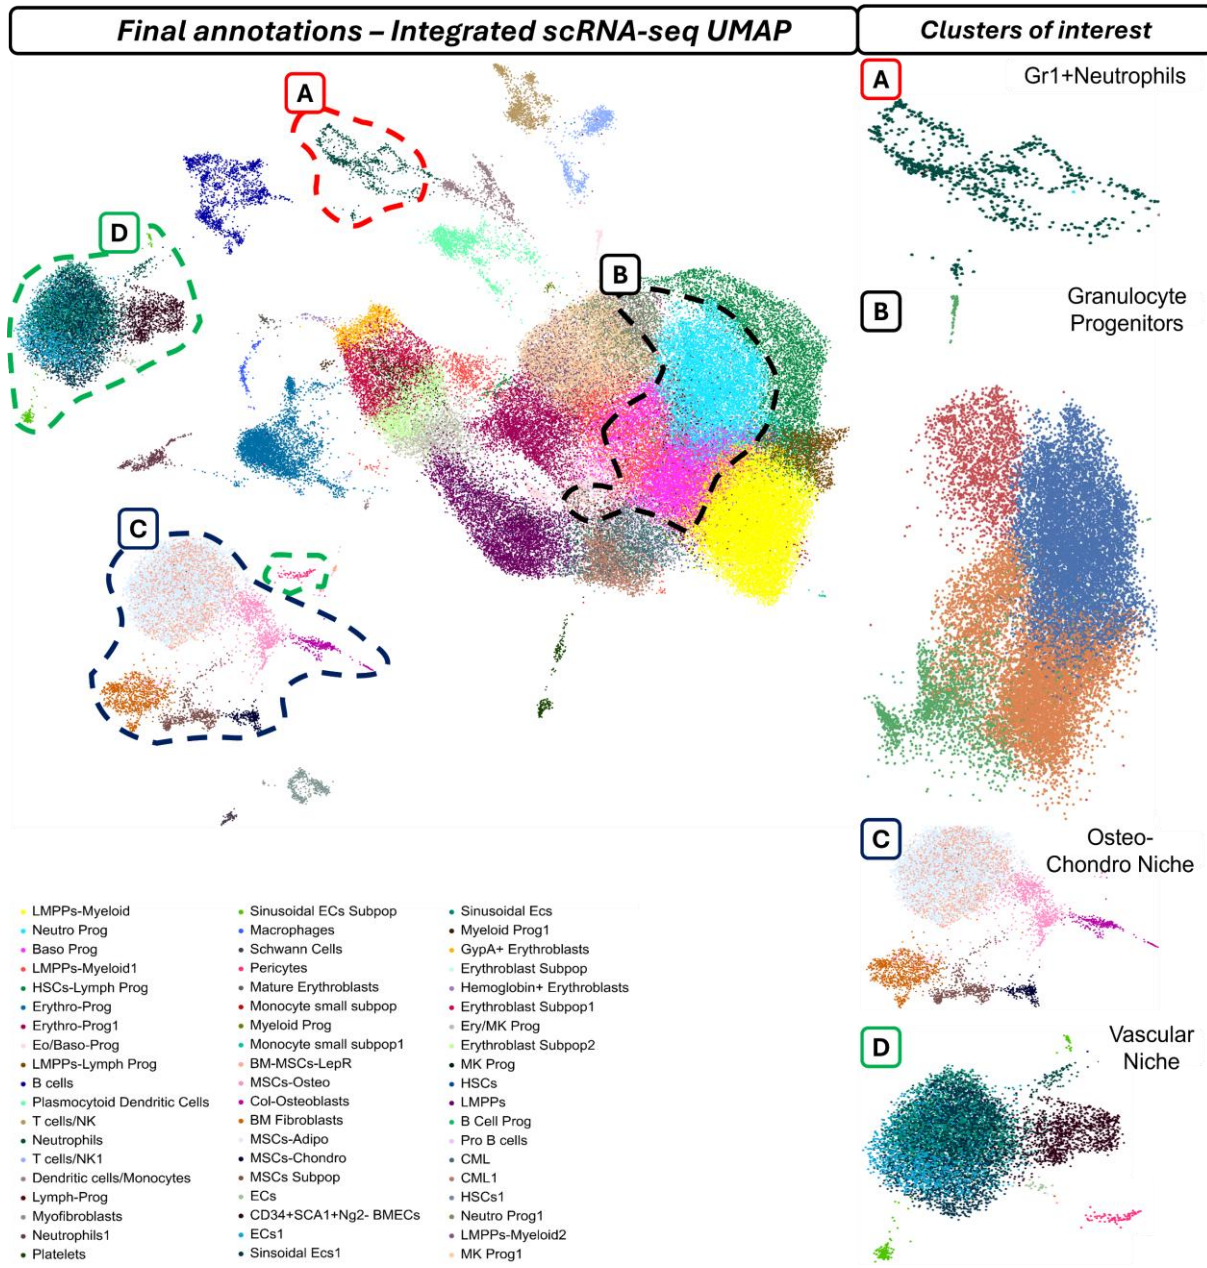 Final annotations – Integrated scRNA-seq UMAP
Clusters of interest
A
B
C
D
A
Gr1+Neutrophils
B
Granulocyte
Progenitors
C
Osteo-
Chondro Niche
D
Vascular
Niche
LMPPs-Myeloid
Neutro Prog
Baso Prog
LMPPs-Myeloid1
HSCs-Lymph Prog
Erythro-Prog
Erythro-Prog1
Eo/Baso-Prog
LMPPs-Lymph Prog
B cells
Plasmocytoid Dendritic Cells
T cells/NK
Neutrophils
T cells/NK1
Dendritic cells/Monocytes
Lymph-Prog
Myofibroblasts
Neutrophils1
Platelets
Sinusoidal ECs Subpop
Macrophages
Schwann Cells
Pericytes
Mature Erythroblasts
Monocyte small subpop
Myeloid Prog
Monocyte small subpop1
BM-MSCs-LepR
MSCs-Osteo
Col-Osteoblasts
BM Fibroblasts
MSCs-Adipo
MSCs-Chondro
MSCs Subpop
ECs
CD34+SCA1+Ng2- BMECs
ECs1
Sinsoidal Ecs1
Sinusoidal Ecs
Myeloid Prog1
GypA+ Erythroblasts
Erythroblast Subpop
Hemoglobin+ Erythroblasts
Erythroblast Subpop1
Ery/MK Prog
Erythroblast Subpop2
MK Prog
HSCs
LMPPs
B Cell Prog
Pro B cells
CML
CML1
HSCs1
Neutro Prog1
LMPPs-Myeloid2
MK Prog1